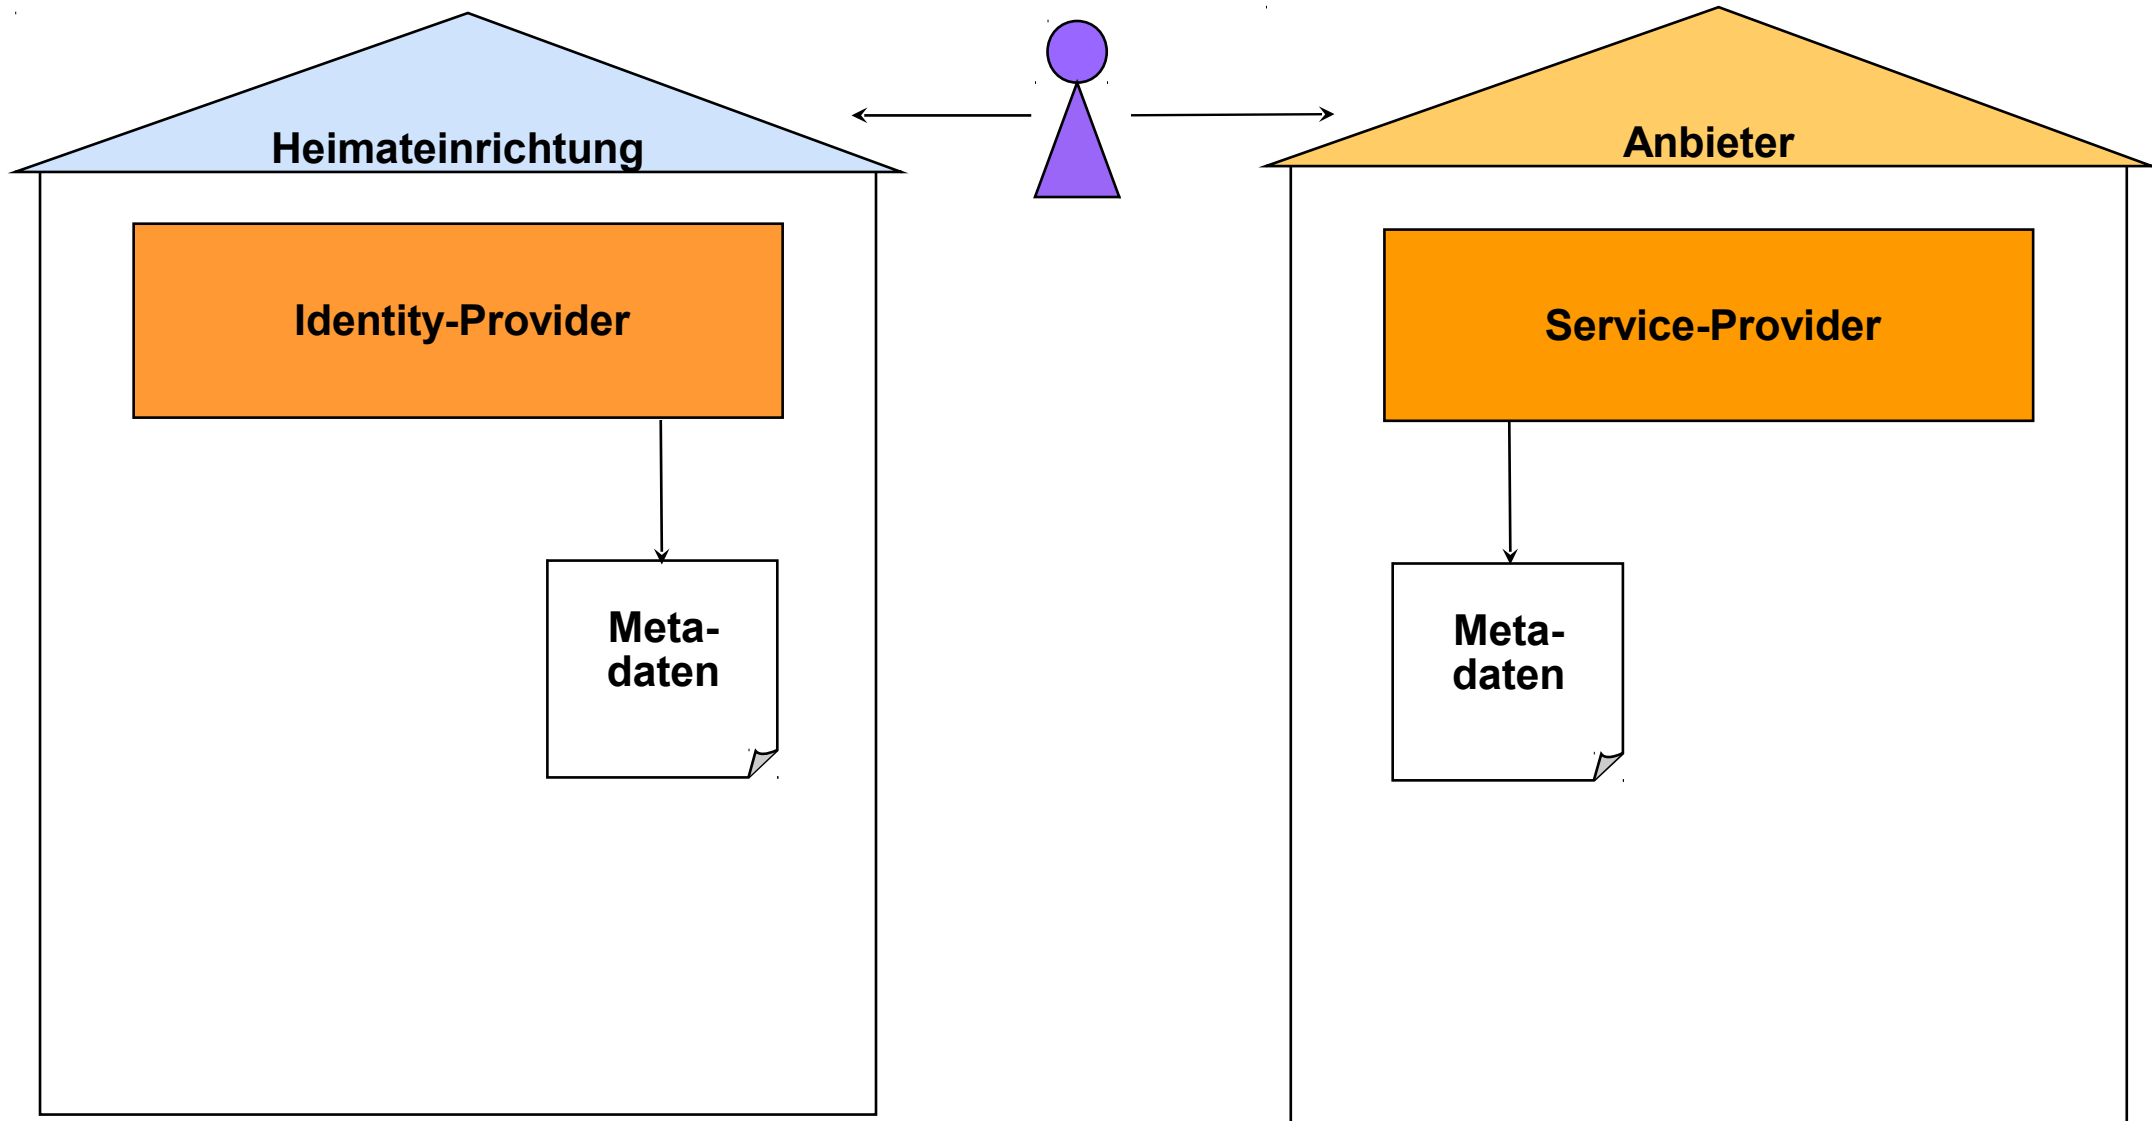 Heimateinrichtung
Anbieter
Identity-Provider
Service-Provider
Meta-
daten
Meta-
daten